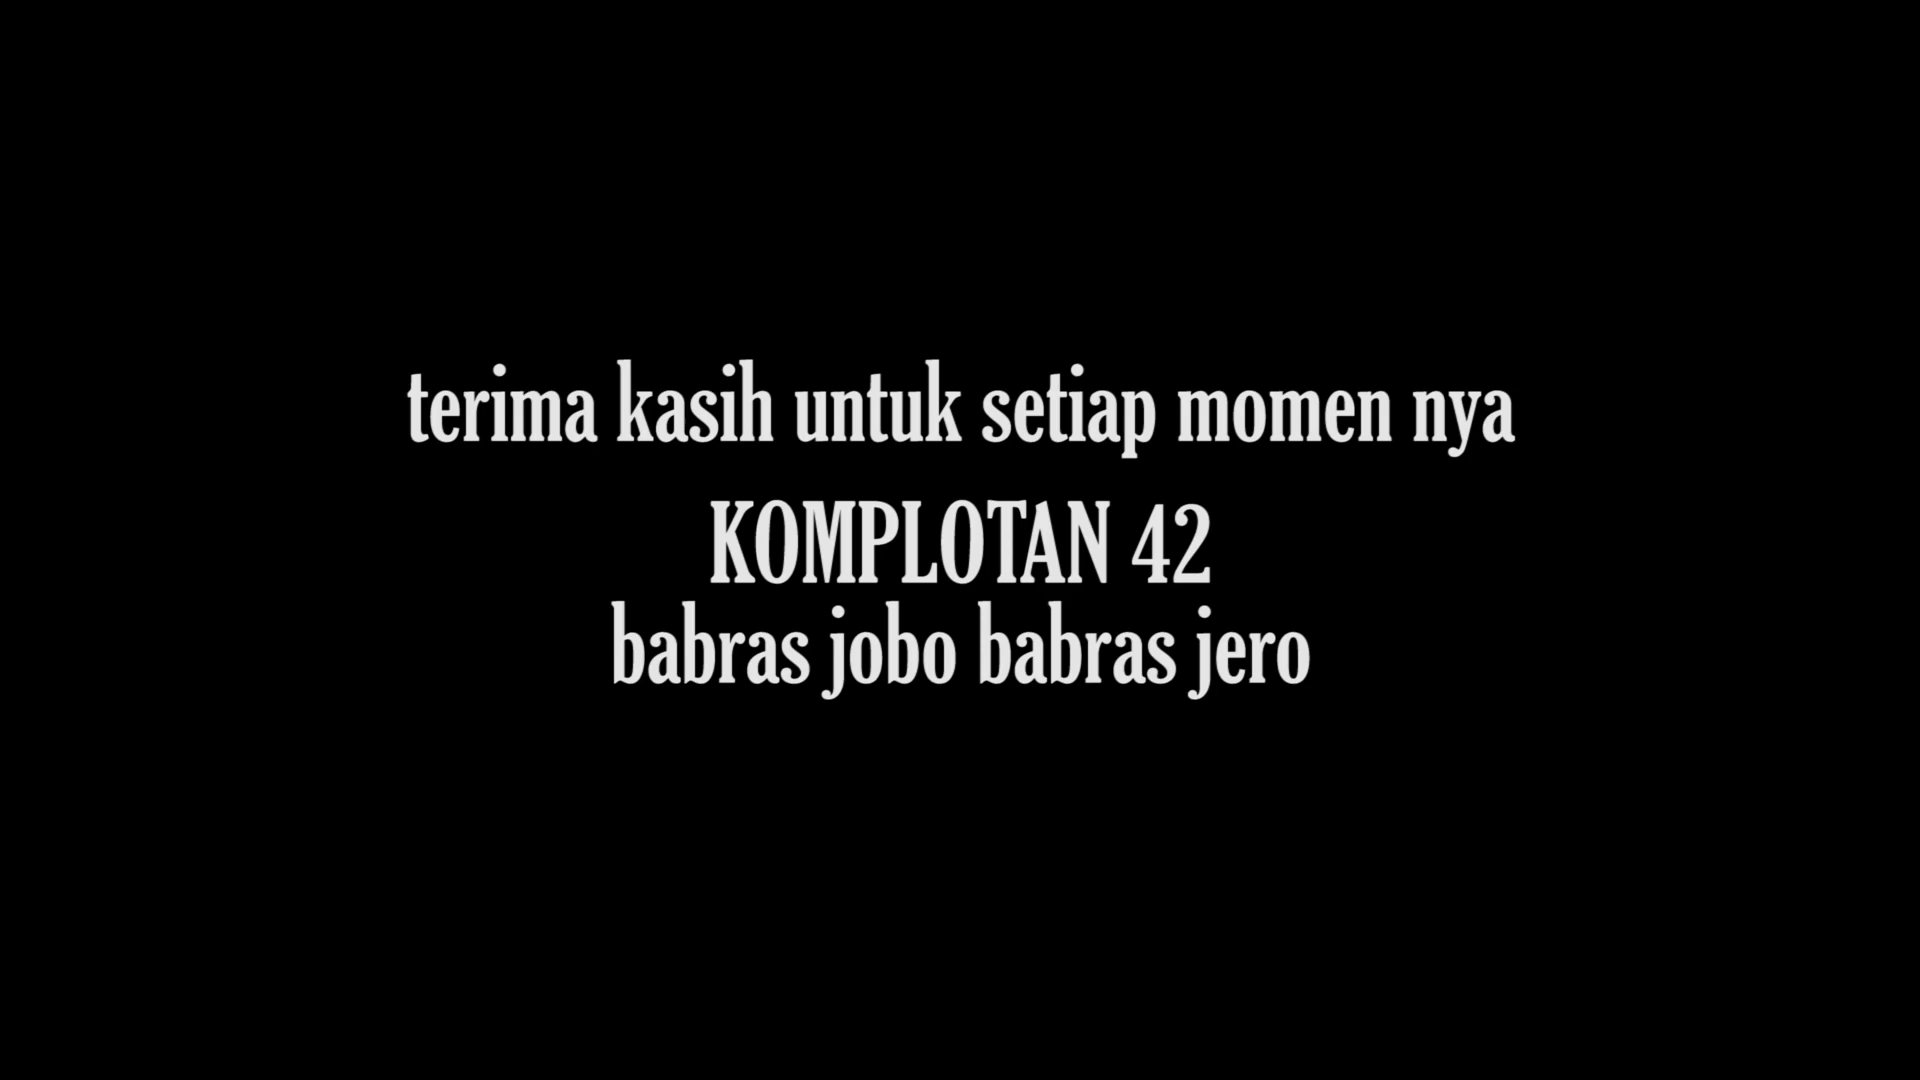 terima kasih untuk setiap momen nya
KOMPLOTAN 42
babras jobo babras jero